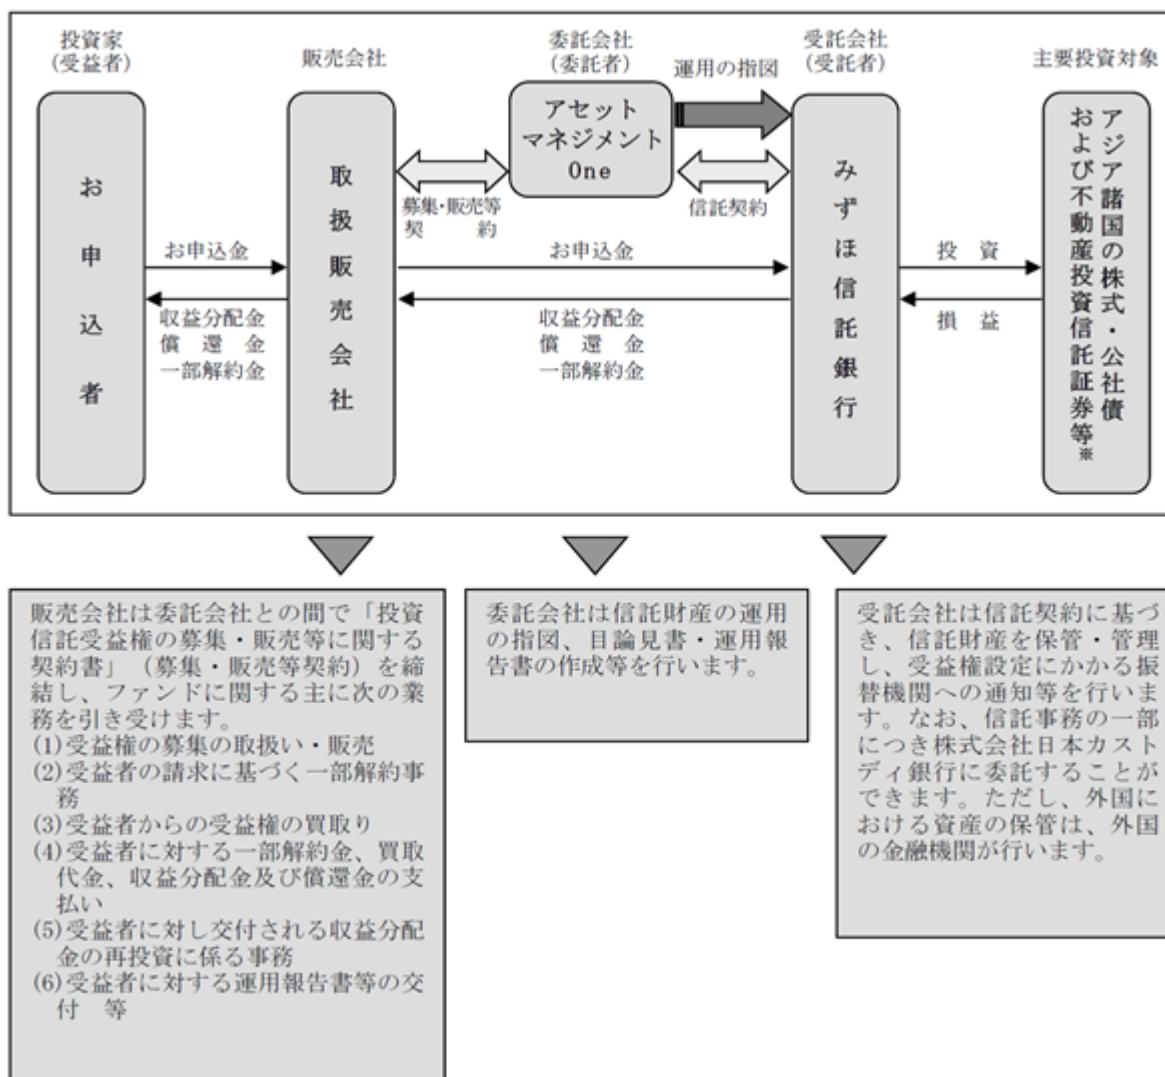 投資家
(受益者)
販売会社
委託会社
(委託者)
受託会社
(受託者)
主要投資対象
運用の指図
お申込者
取扱販売会社
アセット
マネジメント
One
みずほ信託銀行
アジア諸国の株式・公社債
および不動産投資信託証券等※
募集・販売等
契 約
信託契約
お申込金
お申込金
投 資
収益分配金
償 還 金
一部解約金
収益分配金
償 還 金
一部解約金
損 益
販売会社は委託会社との間で「投資
信託受益権の募集・販売等に関する
契約書」（募集・販売等契約）を締
結し、ファンドに関する主に次の業
務を引き受けます。
(1)受益権の募集の取扱い・販売
(2)受益者の請求に基づく一部解約事
務
(3)受益者からの受益権の買取り
(4)受益者に対する一部解約金、買取
代金、収益分配金及び償還金の支
払い
(5)受益者に対し交付される収益分配
金の再投資に係る事務
(6)受益者に対する運用報告書等の交
付 等
委託会社は信託財産の運用
の指図、目論見書・運用報
告書の作成等を行います。
受託会社は信託契約に基づ
き、信託財産を保管・管理
し、受益権設定にかかる振
替機関への通知等を行いま
す。なお、信託事務の一部
につき株式会社日本カスト
ディ銀行に委託することが
できます。ただし、外国に
おける資産の保管は、外国
の金融機関が行います。